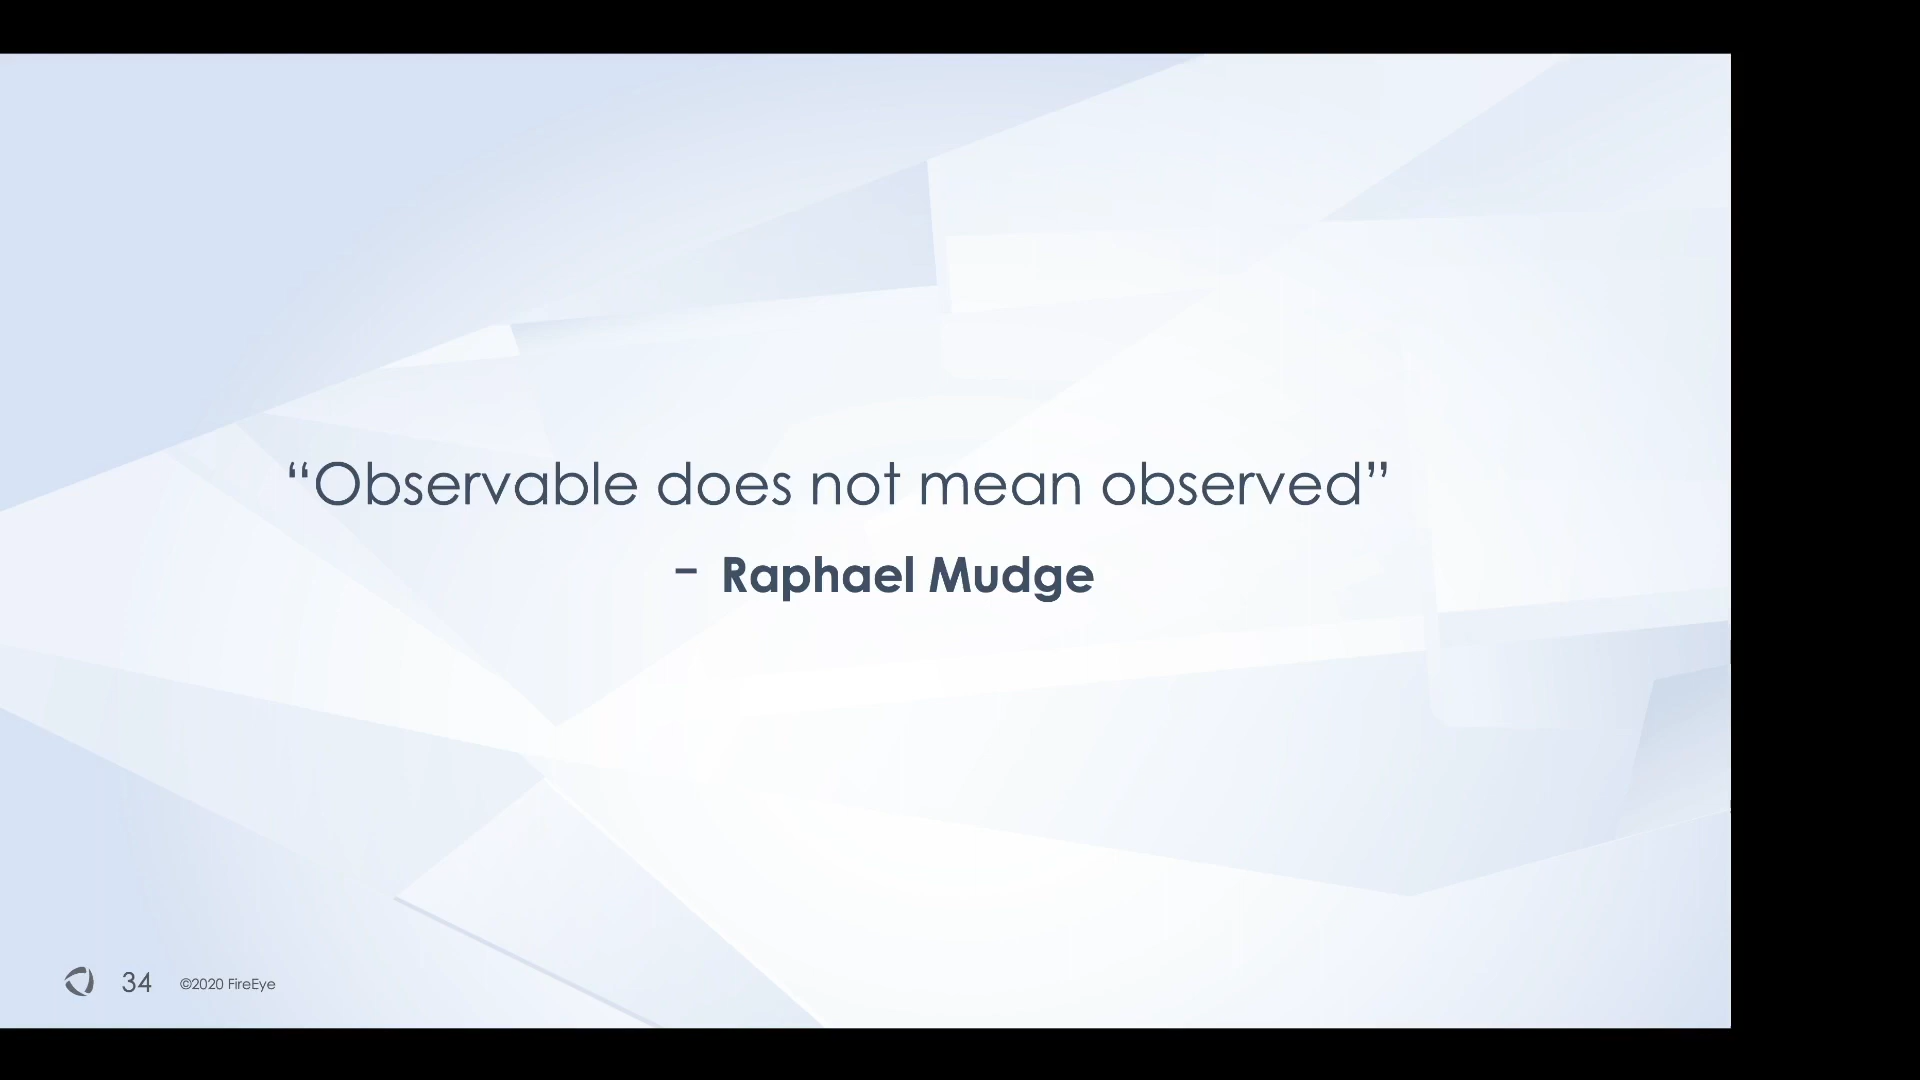 “Observable does not mean observed”
– Raphael Mudge
34 ©2020 FireEye